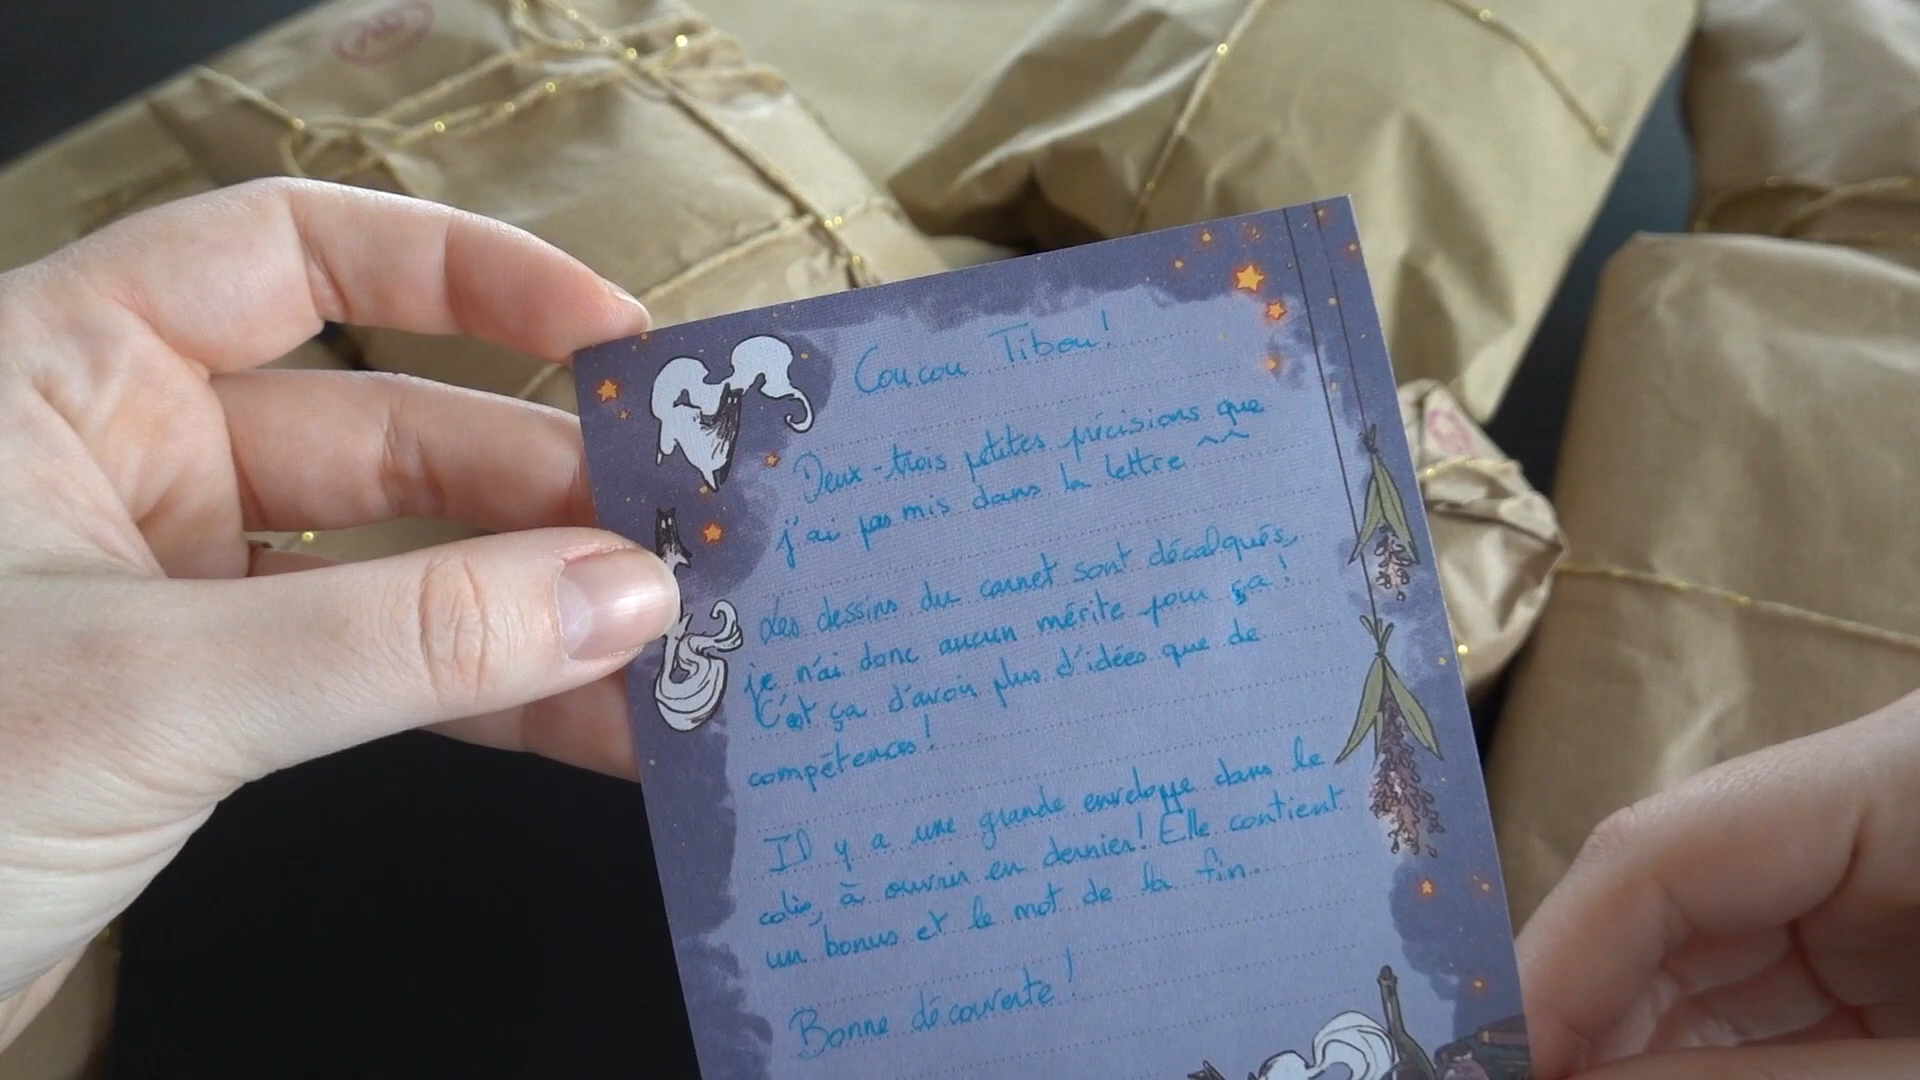 Coucou Tibou!
Deux-trois petites précisions que
j'ai pas mis dans la lettre ^^
Les dessins du carnet sont décalqués,
je n'ai donc aucun mérite pour ça!
C'est ça d'avoir plus d'idées que de
compétences!
Il y a une grande enveloppe dans le
colis, à ouvrir en dernier! Elle contient
un bonus et le mot de la fin.
Bonne découverte!